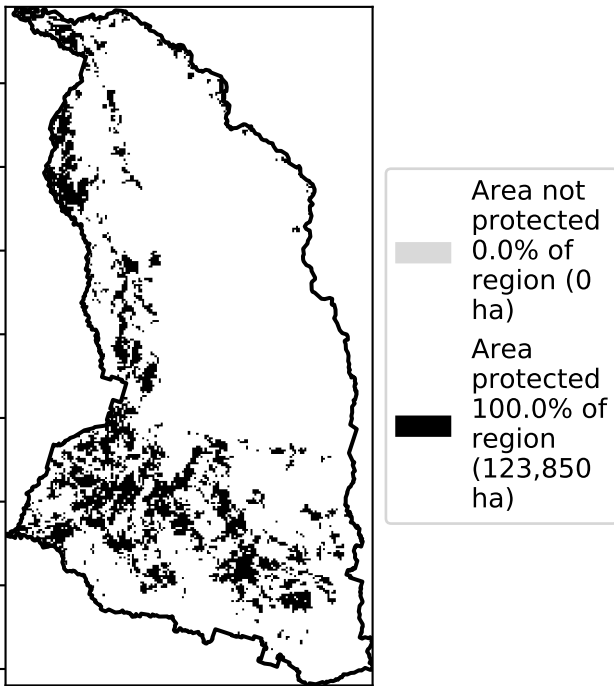 Area not
protected
0.0% of
region (0
ha)
Area
protected
100.0% of
region
(123,850
ha)